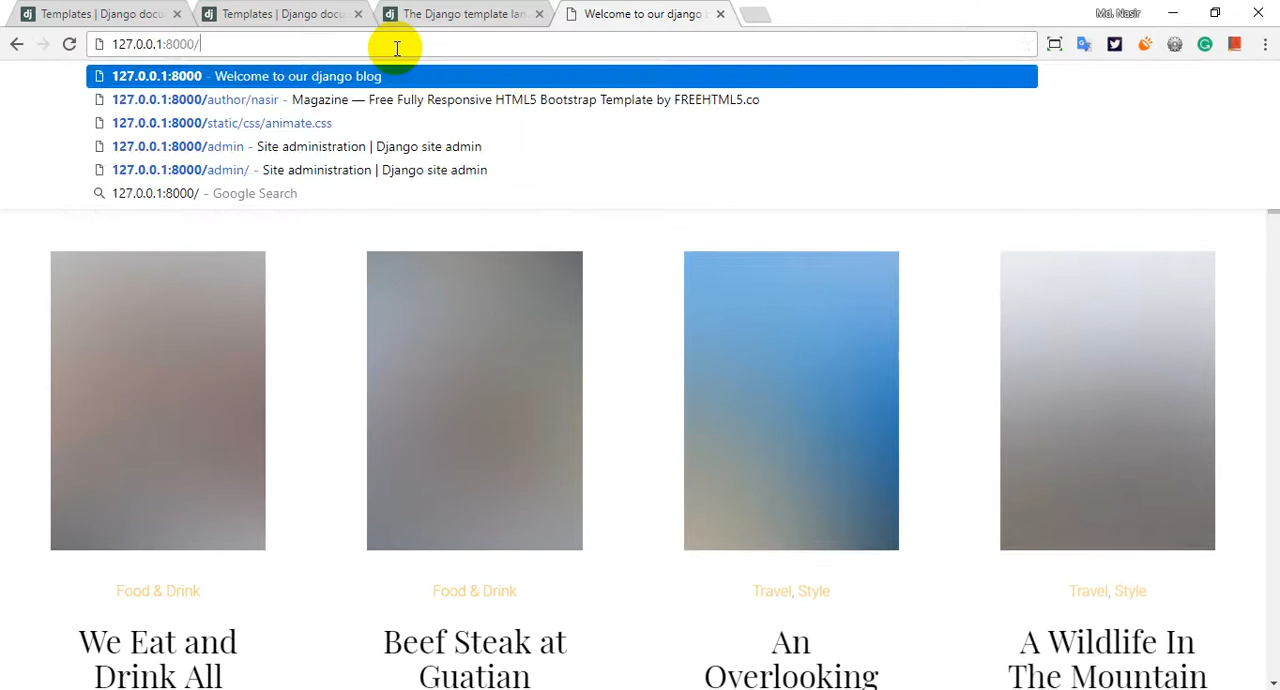 Templates | Django docu
Templates | Django docu
The Django template lan
Welcome to our django b
Md. Nasir
127.0.0.1:8000/
127.0.0.1:8000 - Welcome to our django blog
127.0.0.1:8000/author/nasir - Magazine — Free Fully Responsive HTML5 Bootstrap Template by FREEHTML5.co
127.0.0.1:8000/static/css/animate.css
127.0.0.1:8000/admin - Site administration | Django site admin
127.0.0.1:8000/admin/ - Site administration | Django site admin
127.0.0.1:8000/ - Google Search
Food & Drink
Food & Drink
Travel, Style
Travel, Style
We Eat and
Drink All
Beef Steak at
Guatian
An
Overlooking
A Wildlife In
The Mountain